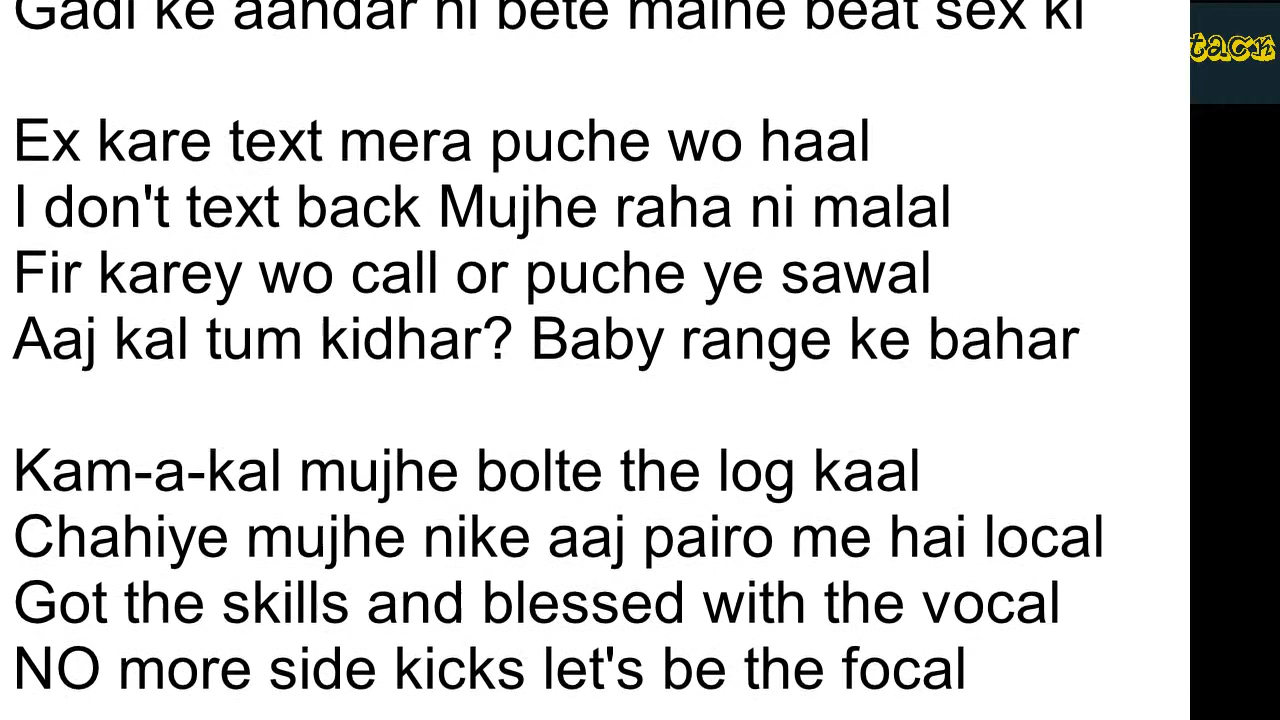 Gadi ke aandar ni bete maine beat sex ki
Ex kare text mera puche wo haal
I don't text back Mujhe raha ni malal
Fir karey wo call or puche ye sawal
Aaj kal tum kidhar? Baby range ke bahar
Kam-a-kal mujhe bolte the log kaal
Chahiye mujhe nike aaj pairo me hai local
Got the skills and blessed with the vocal
NO more side kicks let's be the focal
tack